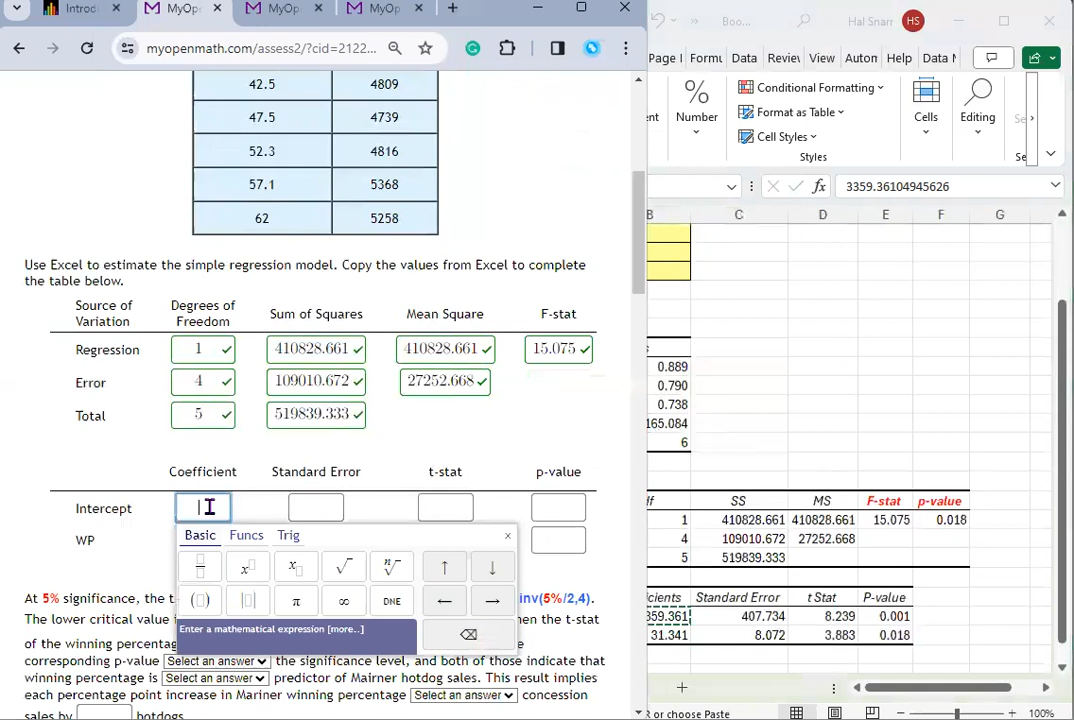 Introd
MyOp
MyOp
MyOp
myopenmath.com/assess2/?cid=2122...
42.5 4809
47.5 4739
52.3 4816
57.1 5368
62 5258
Use Excel to estimate the simple regression model. Copy the values from Excel to complete
the table below.
Source of Variation Degrees of Freedom Sum of Squares Mean Square F-stat
Regression 1 410828.661 410828.661 15.075
Error 4 109010.672 27252.668
Total 5 519839.333
Coefficient Standard Error t-stat p-value
Intercept
WP
Basic Funcs Trig ×
DNE
Enter a mathematical expression [more..]
At 5% significance, the t inv(5%/2,4).
The lower critical value i hen the t-stat
of the winning percenta e
corresponding p-value Select an answer the significance level, and both of those indicate that
winning percentage is Select an answer predictor of Mairner hotdog sales. This result implies
each percentage point increase in Mariner winning percentage Select an answer concession
sales by hotdogs.
Boo... Hal Snarr HS
Page l Formu Data Revie View Autom Help Data M
Number
Conditional Formatting
Format as Table
Cell Styles
Styles
Cells
Editing
fx 3359.36104945626
B C D E F G
0.889
0.790
0.738
165.084
6
ff SS MS F-stat p-value
1 410828.661 410828.661 15.075 0.018
4 109010.672 27252.668
5 519839.333
icients Standard Error t Stat P-value
359.361 407.734 8.239 0.001
31.341 8.072 3.883 0.018
R or choose Paste
100%